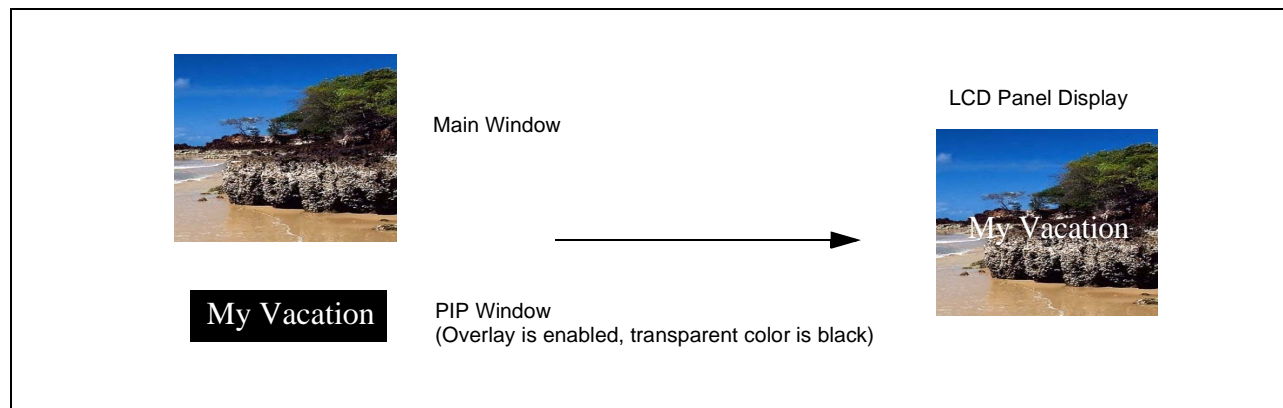 Main Window
LCD Panel Display
My Vacation
My Vacation
PIP Window
(Overlay is enabled, transparent color is black)